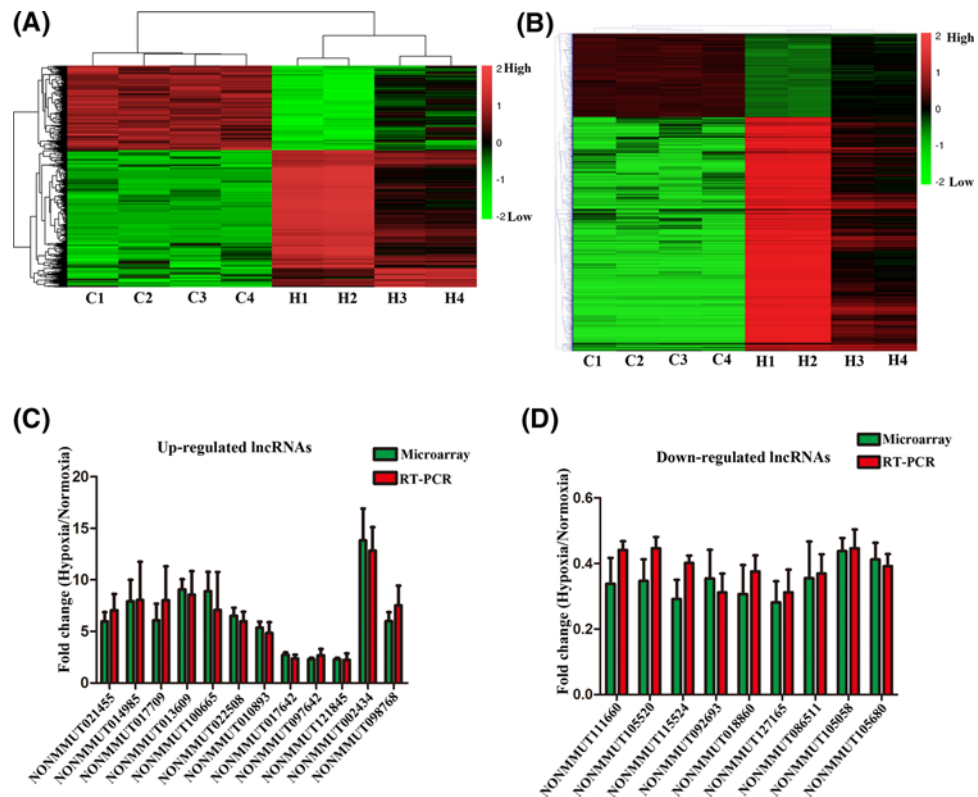 (A)
2 High
1
0
-1
-2 Low
C1 C2 C3 C4 H1 H2 H3 H4
(B)
2 High
1
0
-1
-2 Low
C1 C2 C3 C4 H1 H2 H3 H4
(C)
Up-regulated lncRNAs
Microarray
RT-PCR
Fold change (Hypoxia/Normoxia)
20
15
10
5
0
NONMMUT021455
NONMMUT014985
NONMMUT017709
NONMMUT013609
NONMMUT100665
NONMMUT022508
NONMMUT010893
NONMMUT017642
NONMMUT097642
NONMMUT121845
NONMMUT002434
NONMMUT098768
(D)
Down-regulated lncRNAs
Microarray
RT-PCR
Fold change (Hypoxia/Normoxia)
0.6
0.4
0.2
0.0
NONMMUT111660
NONMMUT105520
NONMMUT115524
NONMMUT092693
NONMMUT018860
NONMMUT127165
NONMMUT086511
NONMMUT105058
NONMMUT105680